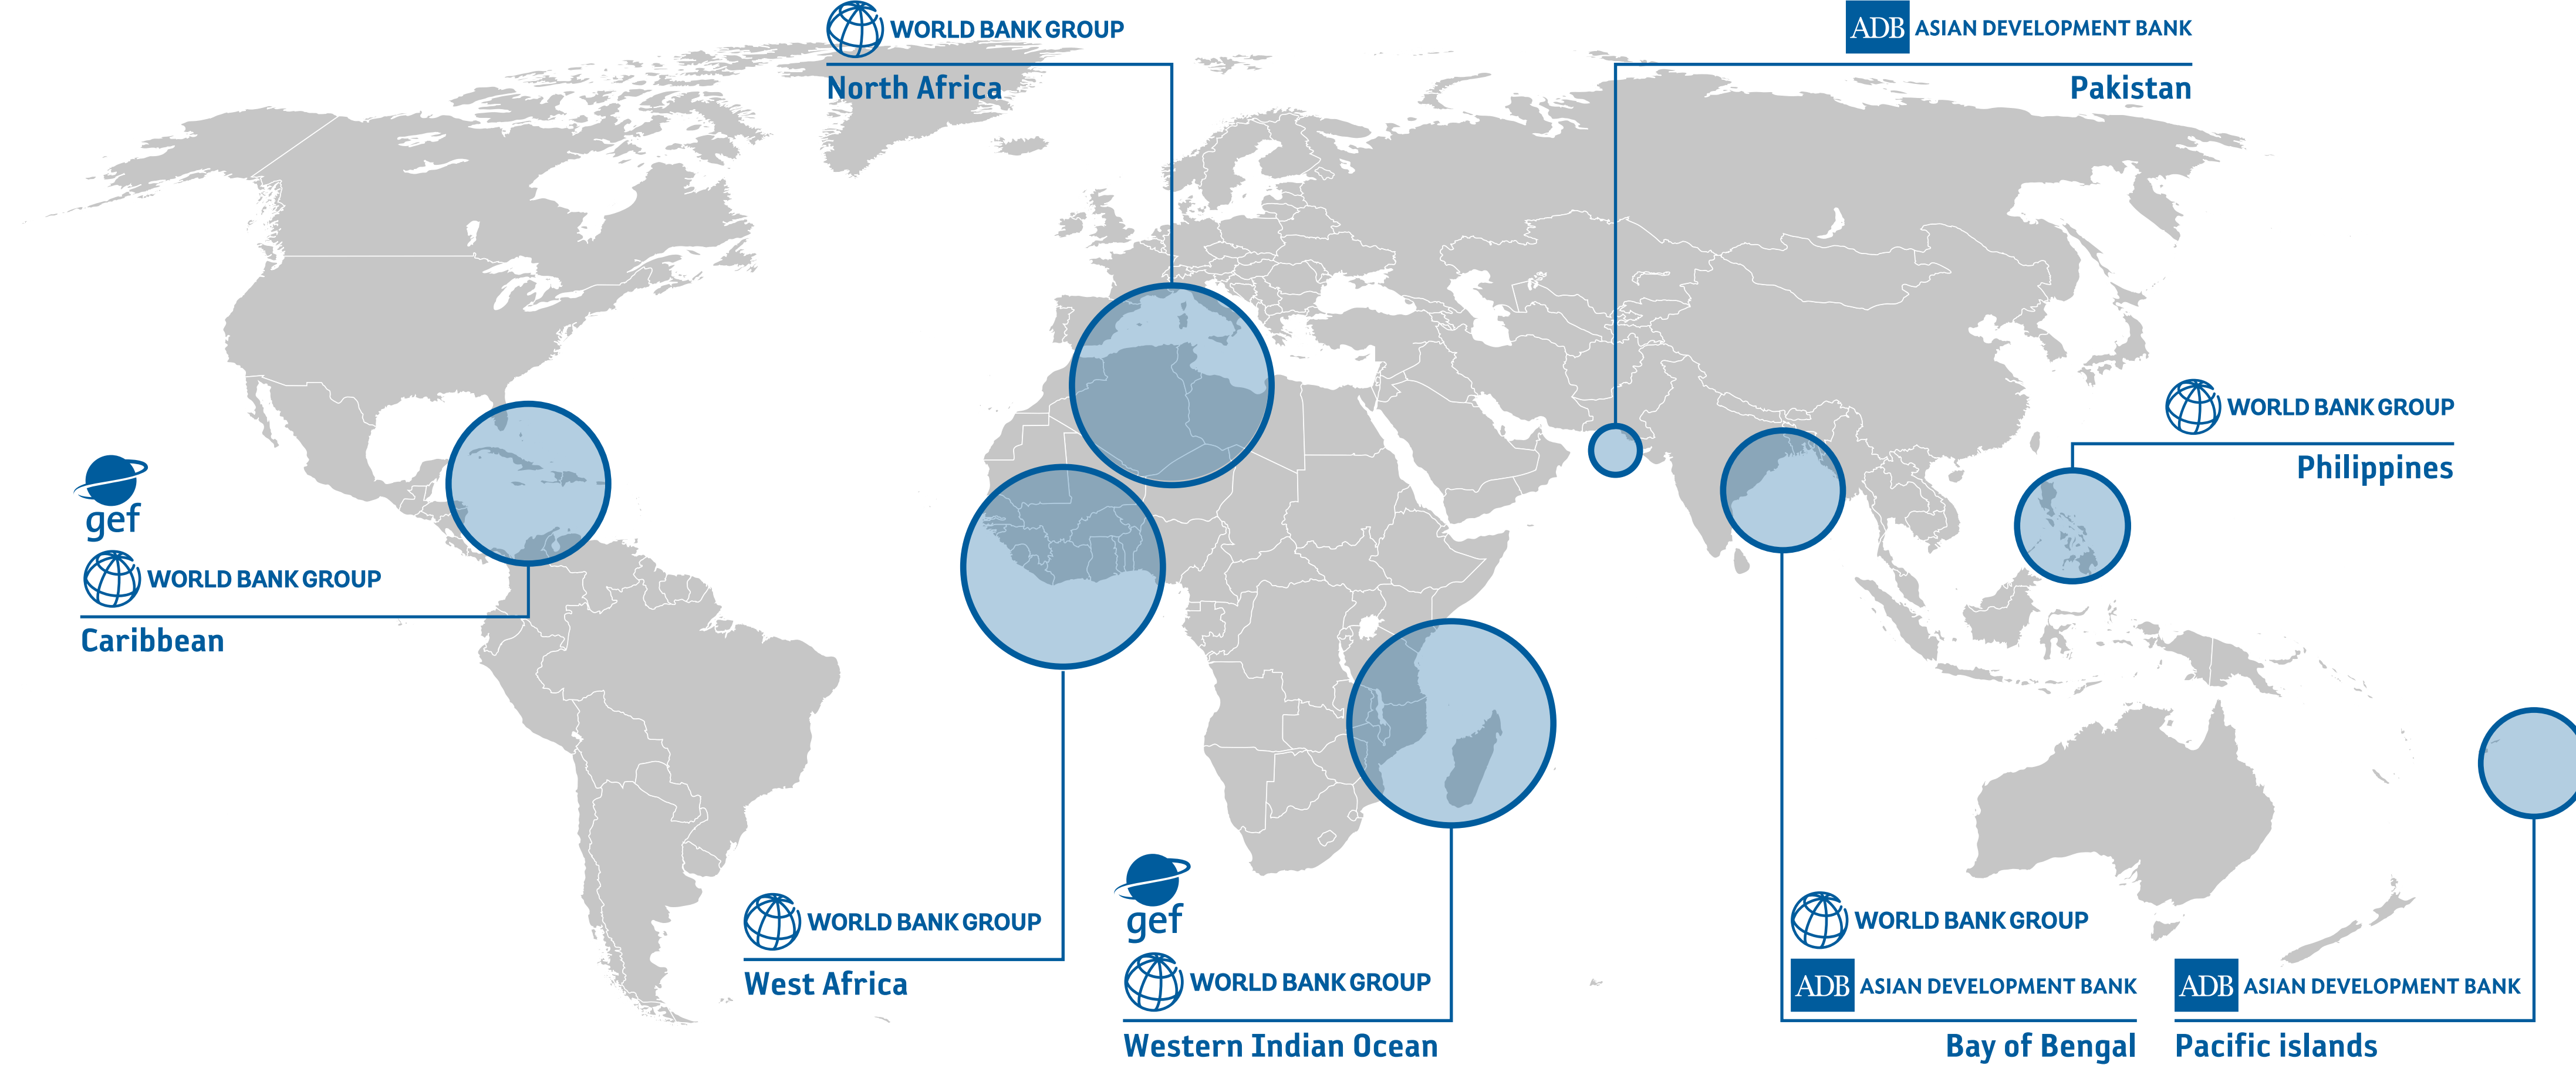 WORLD BANK GROUP
North Africa
ADB ASIAN DEVELOPMENT BANK
Pakistan
WORLD BANK GROUP
Philippines
gef
WORLD BANK GROUP
Caribbean
WORLD BANK GROUP
West Africa
gef
WORLD BANK GROUP
Western Indian Ocean
WORLD BANK GROUP
ADB ASIAN DEVELOPMENT BANK
Bay of Bengal
ADB ASIAN DEVELOPMENT BANK
Pacific islands